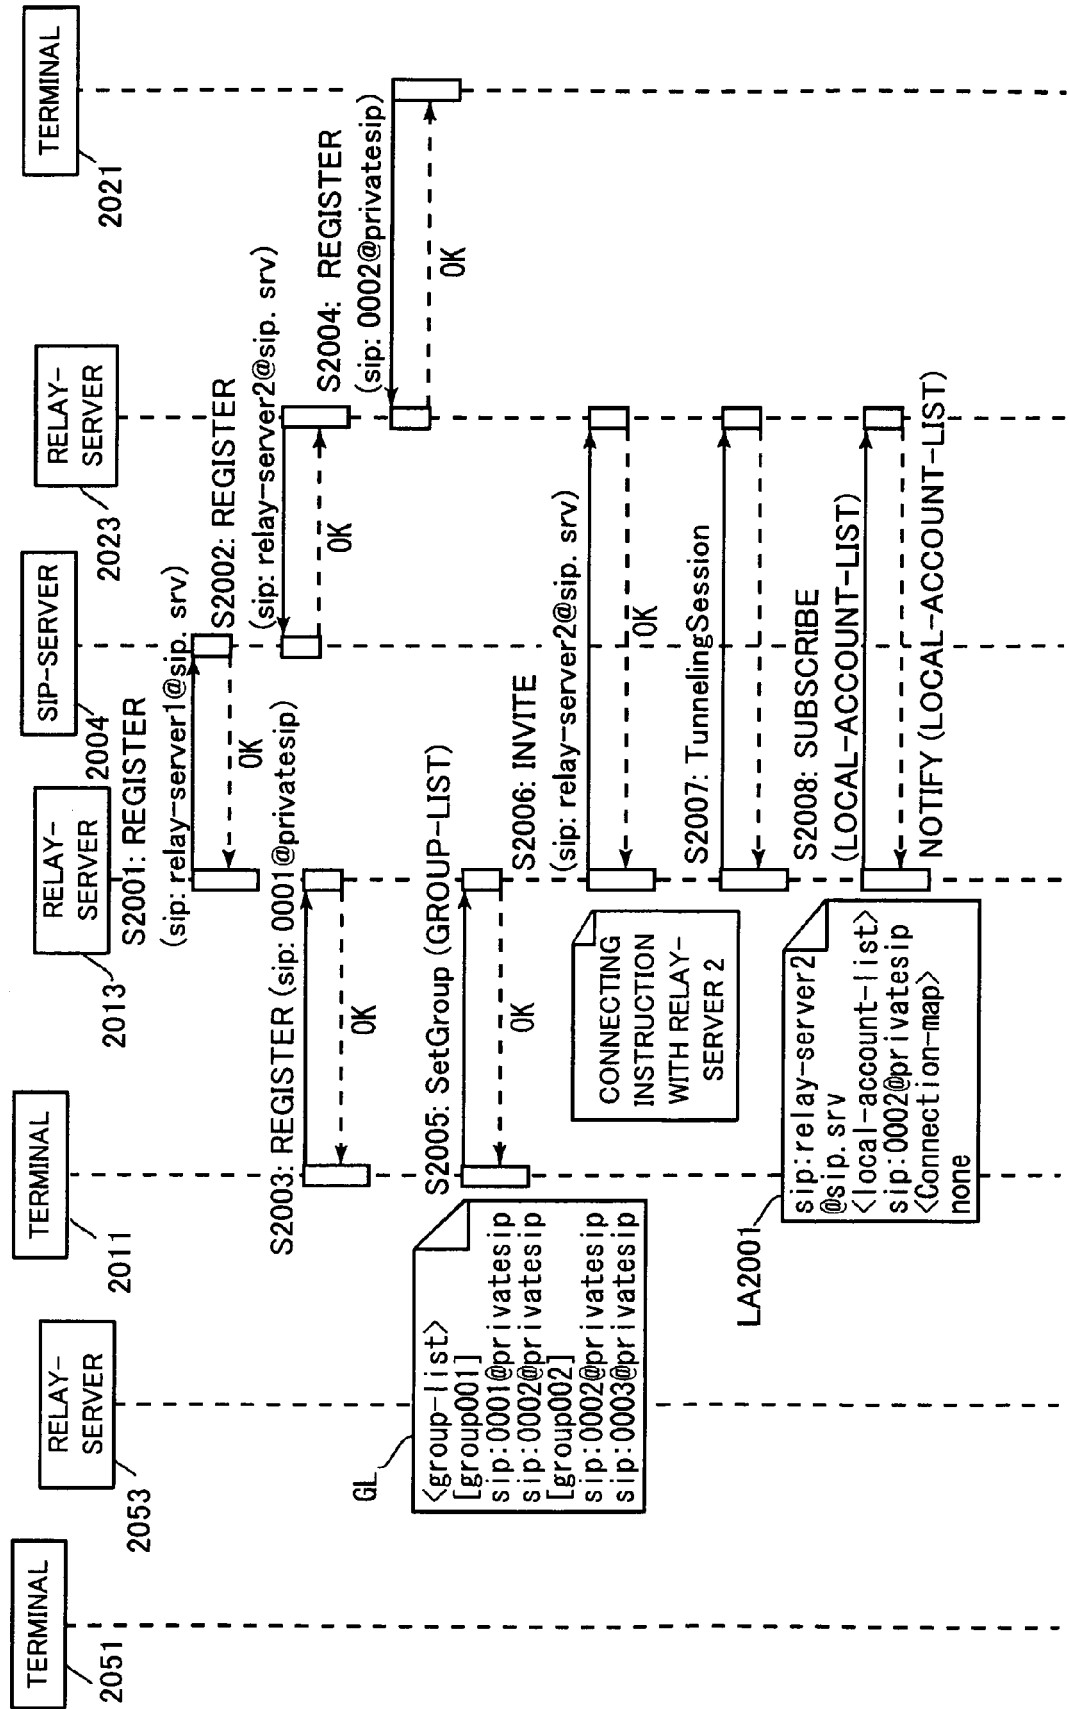 TERMINAL
2051
RELAY-
SERVER
2053
TERMINAL
2011
RELAY-
SERVER
2013
SIP-SERVER
2004
RELAY-
SERVER
2023
TERMINAL
2021
S2001: REGISTER
(sip: relay-server1@sip. srv)
OK
S2002: REGISTER
(sip: relay-server2@sip. srv)
OK
S2003: REGISTER (sip: 0001@privatesip)
OK
S2004: REGISTER
(sip: 0002@privatesip)
OK
GL
<group-list>
[group001]
sip:0001@privatesip
sip:0002@privatesip
[group002]
sip:0002@privatesip
sip:0003@privatesip
S2005: SetGroup (GROUP-LIST)
OK
CONNECTING
INSTRUCTION
WITH RELAY-
SERVER 2
S2006: INVITE
(sip: relay-server2@sip. srv)
OK
S2007: TunnelingSession
S2008: SUBSCRIBE
(LOCAL-ACCOUNT-LIST)
NOTIFY (LOCAL-ACCOUNT-LIST)
LA2001
sip:relay-server2
@sip.srv
<local-account-list>
sip:0002@privatesip
<Connection-map>
none